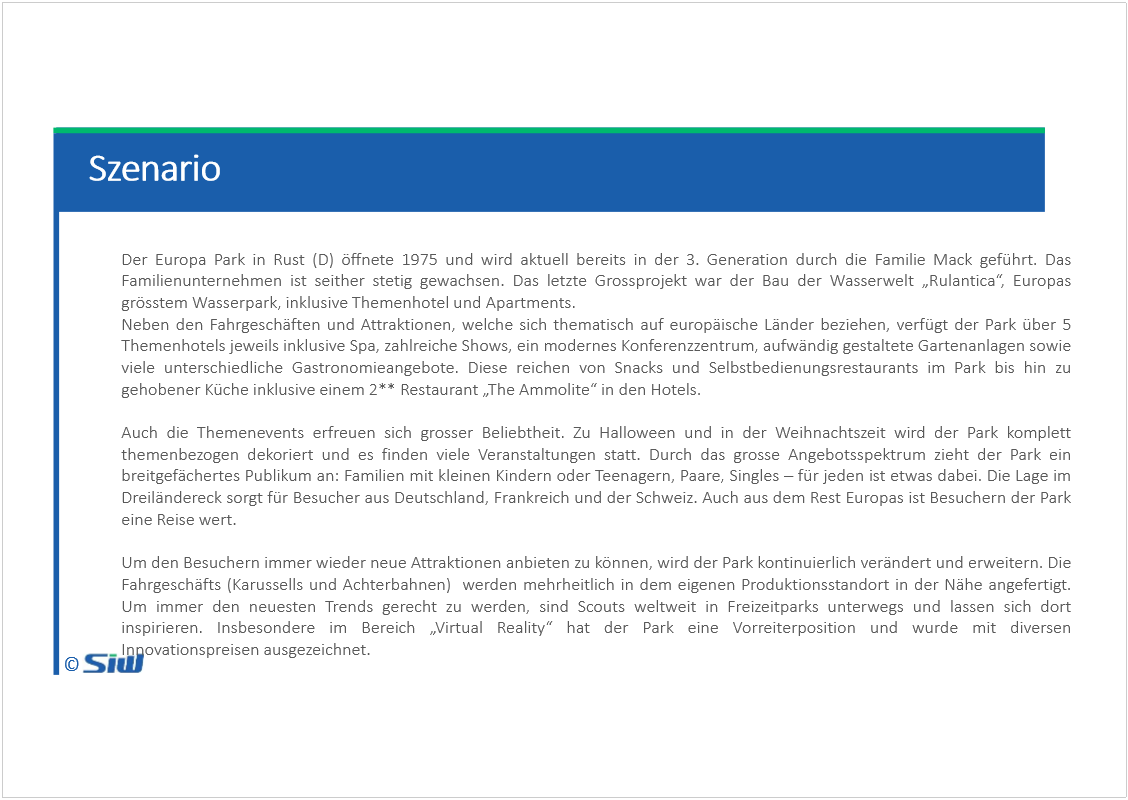 Szenario
Der Europa Park in Rust (D) öffnete 1975 und wird aktuell bereits in der 3. Generation durch die Familie Mack geführt. Das
Familienunternehmen ist seither stetig gewachsen. Das letzte Grossprojekt war der Bau der Wasserwelt „Rulantica“, Europas
grösstem Wasserpark, inklusive Themenhotel und Apartments.
Neben den Fahrgeschäften und Attraktionen, welche sich thematisch auf europäische Länder beziehen, verfügt der Park über 5
Themenhotels jeweils inklusive Spa, zahlreiche Shows, ein modernes Konferenzzentrum, aufwändig gestaltete Gartenanlagen sowie
viele unterschiedliche Gastronomieangebote. Diese reichen von Snacks und Selbstbedienungsrestaurants im Park bis hin zu
gehobener Küche inklusive einem 2** Restaurant „The Ammolite“ in den Hotels.
Auch die Themenevents erfreuen sich grosser Beliebtheit. Zu Halloween und in der Weihnachtszeit wird der Park komplett
themenbezogen dekoriert und es finden viele Veranstaltungen statt. Durch das grosse Angebotsspektrum zieht der Park ein
breitgefächertes Publikum an: Familien mit kleinen Kindern oder Teenagern, Paare, Singles – für jeden ist etwas dabei. Die Lage im
Dreiländereck sorgt für Besucher aus Deutschland, Frankreich und der Schweiz. Auch aus dem Rest Europas ist Besuchern der Park
eine Reise wert.
Um den Besuchern immer wieder neue Attraktionen anbieten zu können, wird der Park kontinuierlich verändert und erweitern. Die
Fahrgeschäfts (Karussells und Achterbahnen) werden mehrheitlich in dem eigenen Produktionsstandort in der Nähe angefertigt.
Um immer den neuesten Trends gerecht zu werden, sind Scouts weltweit in Freizeitparks unterwegs und lassen sich dort
inspirieren. Insbesondere im Bereich „Virtual Reality“ hat der Park eine Vorreiterposition und wurde mit diversen
Innovationspreisen ausgezeichnet.
© SIW